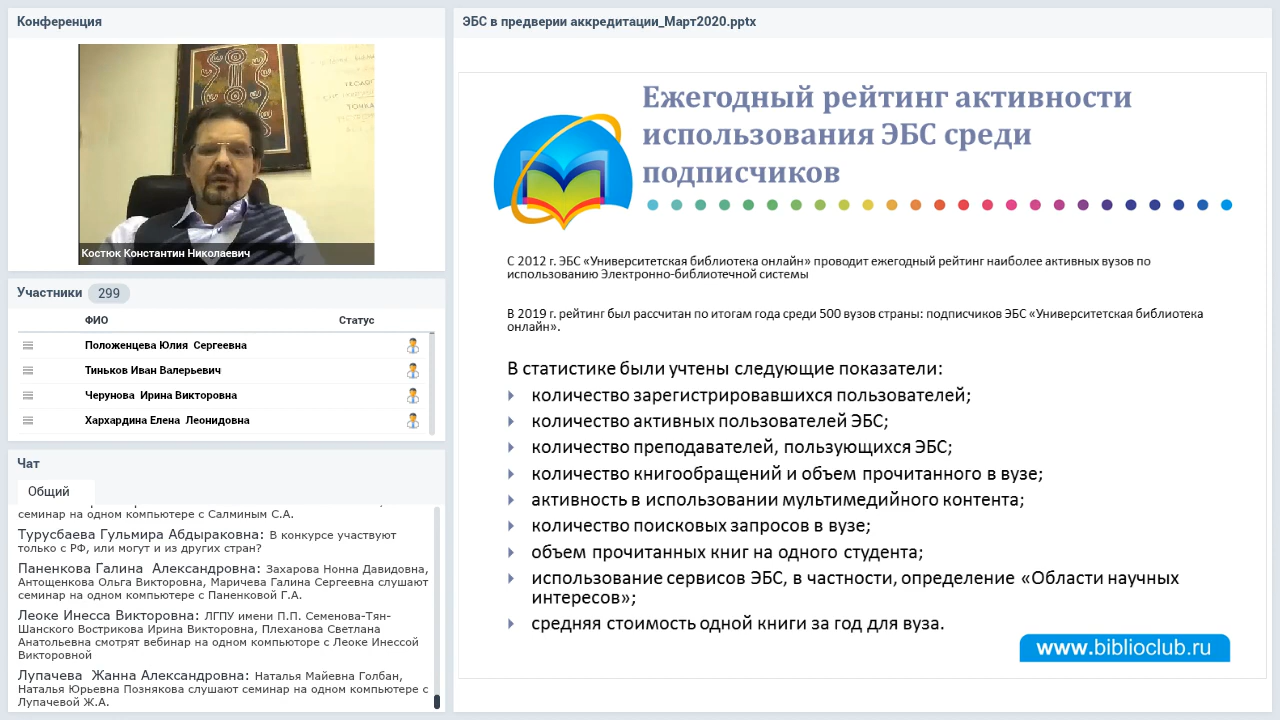 Конференция
ТОЧКА
Костюк Константин Николаевич
Участники 299
ФИО Статус
Положенцева Юлия Сергеевна
Тиньков Иван Валерьевич
Черунова Ирина Викторовна
Хархардина Елена Леонидовна
Чат
Общий
семинар на одном компьютере с Салминым С.А.
Турусбаева Гульмира Абдыраковна: В конкурсе участвуют
только с РФ, или могут и из других стран?
Паненкова Галина Александровна: Захарова Нонна Давидовна,
Антощенкова Ольга Викторовна, Маричева Галина Сергеевна слушают
семинар на одном компьютере с Паненковой Г.А.
Леоке Инесса Викторовна: ЛГПУ имени П.П. Семенова-Тян-
Шанского Вострикова Ирина Викторовна, Плеханова Светлана
Анатольевна смотрят вебинар на одном компьютере с Леоке Инессой
Викторовной
Лупачева Жанна Александровна: Наталья Майевна Голбан,
Наталья Юрьевна Познякова слушают семинар на одном компьютере с
Лупачевой Ж.А.
ЭБС в предверии аккредитации_Март2020.pptx
Ежегодный рейтинг активности
использования ЭБС среди
подписчиков
С 2012 г. ЭБС «Университетская библиотека онлайн» проводит ежегодный рейтинг наиболее активных вузов по
использованию Электронно-библиотечной системы
В 2019 г. рейтинг был рассчитан по итогам года среди 500 вузов страны: подписчиков ЭБС «Университетская библиотека
онлайн».
В статистике были учтены следующие показатели:
количество зарегистрировавшихся пользователей;
количество активных пользователей ЭБС;
количество преподавателей, пользующихся ЭБС;
количество книгообращений и объем прочитанного в вузе;
активность в использовании мультимедийного контента;
количество поисковых запросов в вузе;
объем прочитанных книг на одного студента;
использование сервисов ЭБС, в частности, определение «Области научных
интересов»;
средняя стоимость одной книги за год для вуза.
www.biblioclub.ru